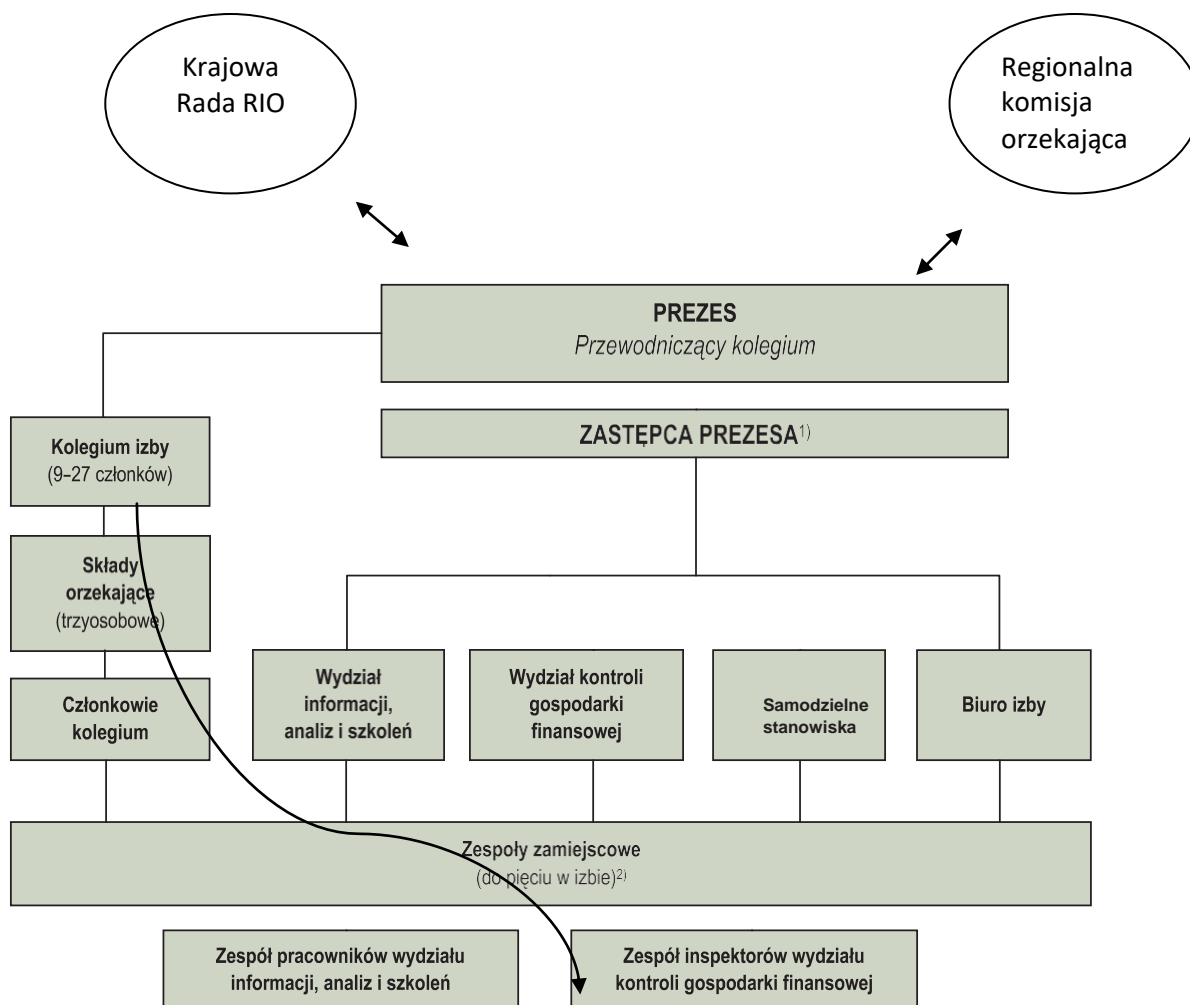 Krajowa
Rada RIO
Regionalna
komisja
orzekająca
PREZES
Przewodniczący kolegium
ZASTĘPCA PREZESA1)
Kolegium izby
(9–27 członków)
Składy
orzekające
(trzyosobowe)
Członkowie
kolegium
Wydział
informacji,
analiz i szkoleń
Wydział kontroli
gospodarki
finansowej
Samodzielne
stanowiska
Biuro izby
Zespoły zamiejscowe
(do pięciu w izbie)2)
Zespół pracowników wydziału
informacji, analiz i szkoleń
Zespół inspektorów wydziału
kontroli gospodarki finansowej